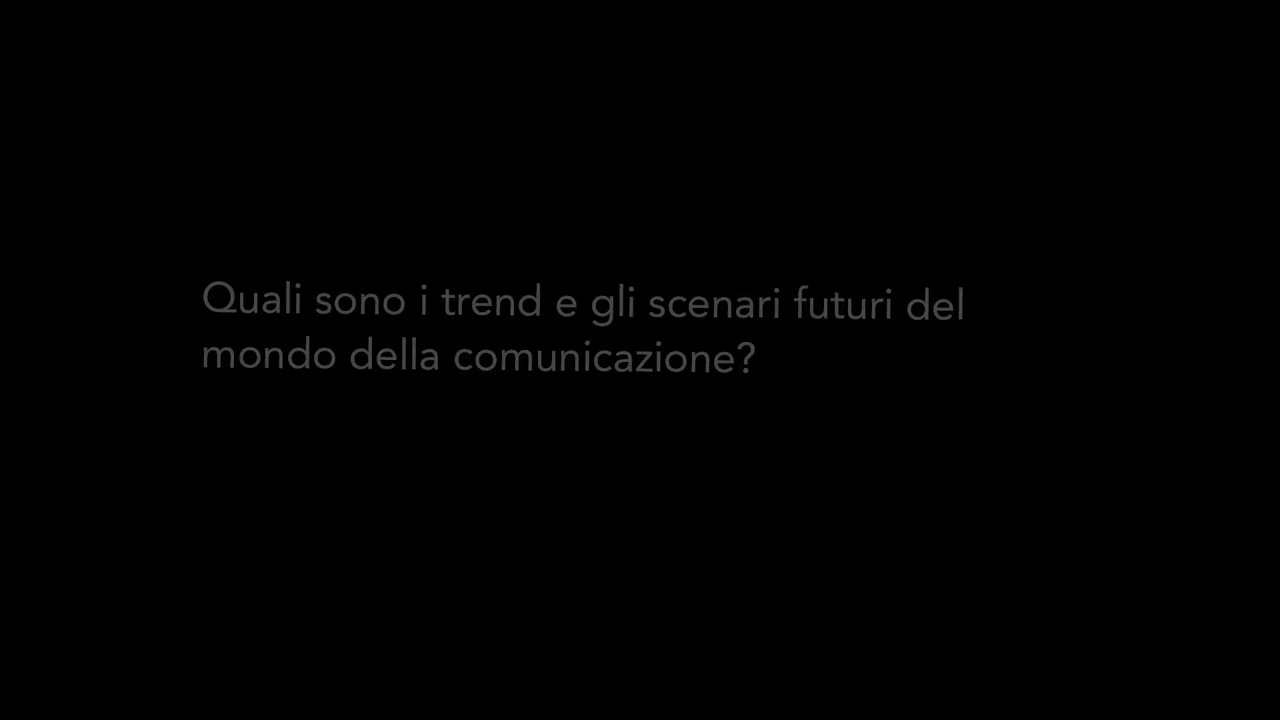 Quali sono i trend e gli scenari futuri del
mondo della comunicazione?